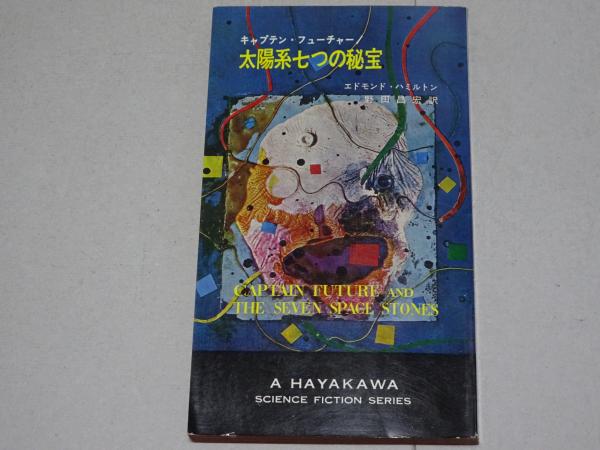 キャプテン・フューチャー/
太陽系七つの秘宝
エドモンド・ハミルトン
野田昌宏訳
CAPTAIN FUTURE AND
THE SEVEN SPACE STONES
A HAYAKAWA
SCIENCE FICTION SERIES